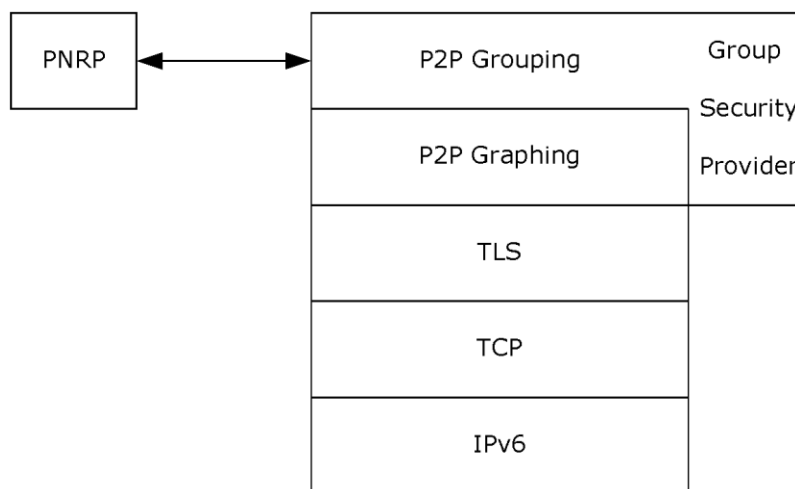 PNRP
P2P Grouping
Group
Security
Provider
P2P Graphing
TLS
TCP
IPv6